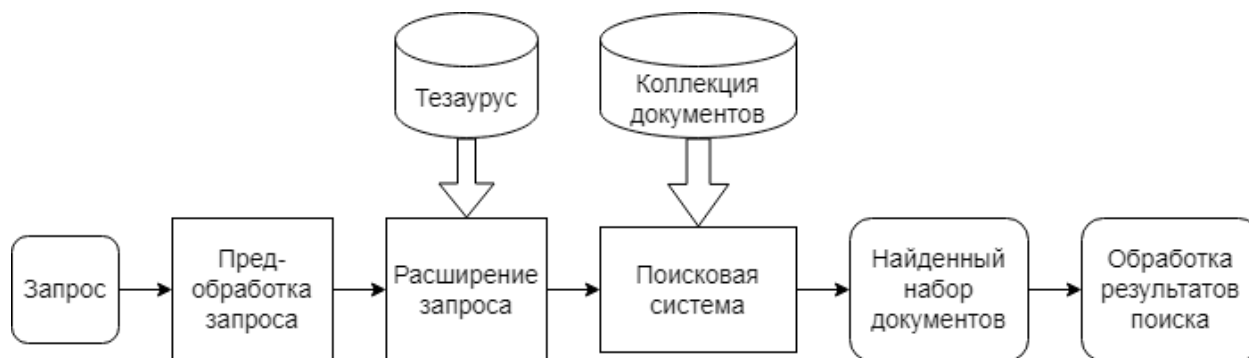 Тезаурус
Коллекция
документов
Запрос
Пред-
обработка
запроса
Расширение
запроса
Поисковая
система
Найденный
набор
документов
Обработка
результатов
поиска